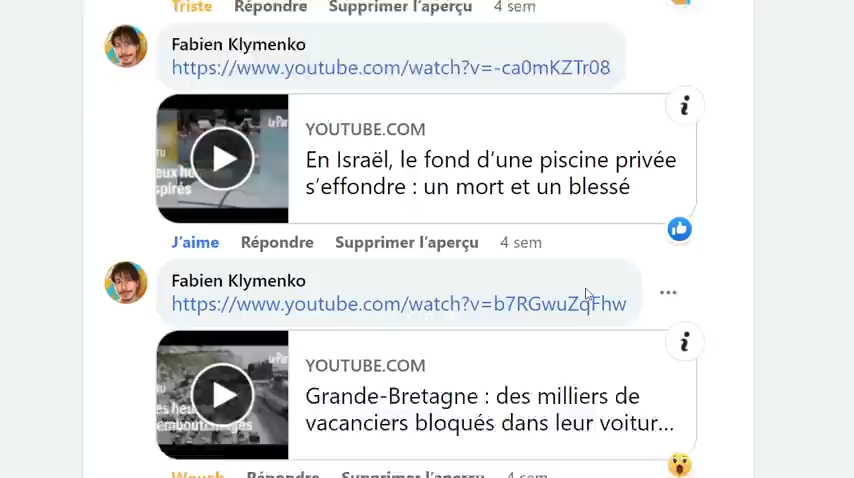 Triste Répondre Supprimer l'aperçu 4 sem
Fabien Klymenko
https://www.youtube.com/watch?v=-ca0mKZTr08
YOUTUBE.COM
En Israël, le fond d'une piscine privée
s'effondre : un mort et un blessé
J'aime Répondre Supprimer l'aperçu 4 sem
Fabien Klymenko
https://www.youtube.com/watch?v=b7RGwuZqFhw
YOUTUBE.COM
Grande-Bretagne : des milliers de
vacanciers bloqués dans leur voitur...
Wouah Répondre Supprimer l'aperçu 4 sem